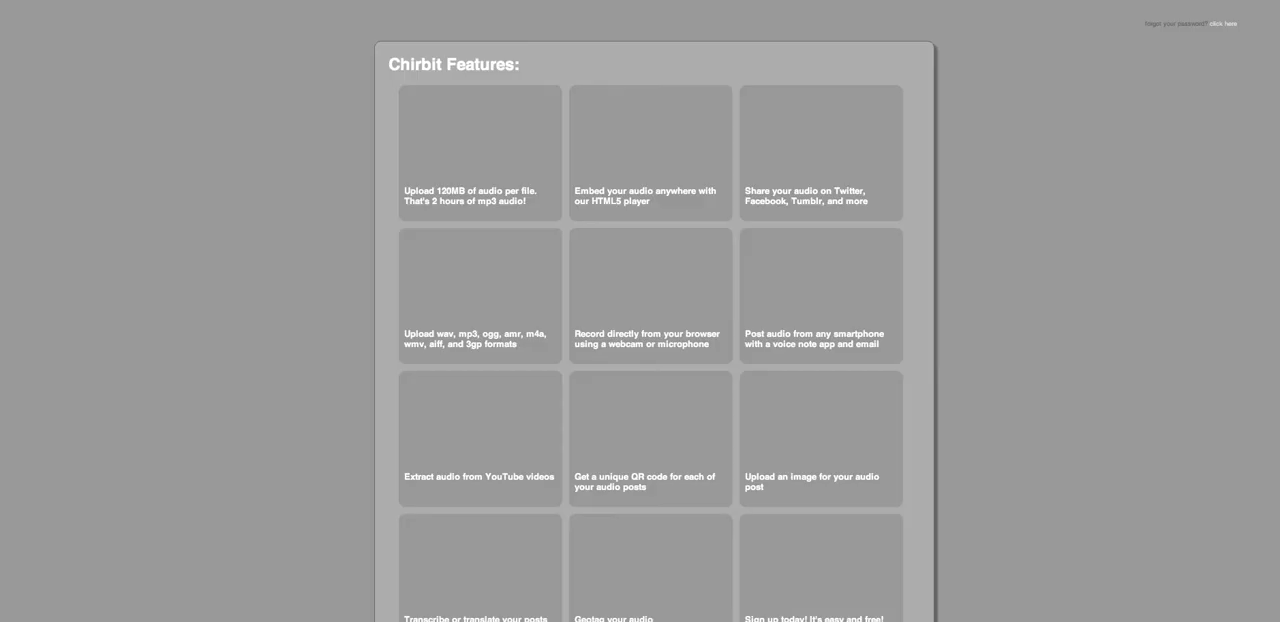 forgot your password? click here
Chirbit Features:
Upload 120MB of audio per file.
That's 2 hours of mp3 audio!
Embed your audio anywhere with
our HTML5 player
Share your audio on Twitter,
Facebook, Tumblr, and more
Upload wav, mp3, ogg, amr, m4a,
wmv, aiff, and 3gp formats
Record directly from your browser
using a webcam or microphone
Post audio from any smartphone
with a voice note app and email
Extract audio from YouTube videos
Get a unique QR code for each of
your audio posts
Upload an image for your audio
post
Transcribe or translate your posts
Geotag your audio
Sign up today! It's easy and free!